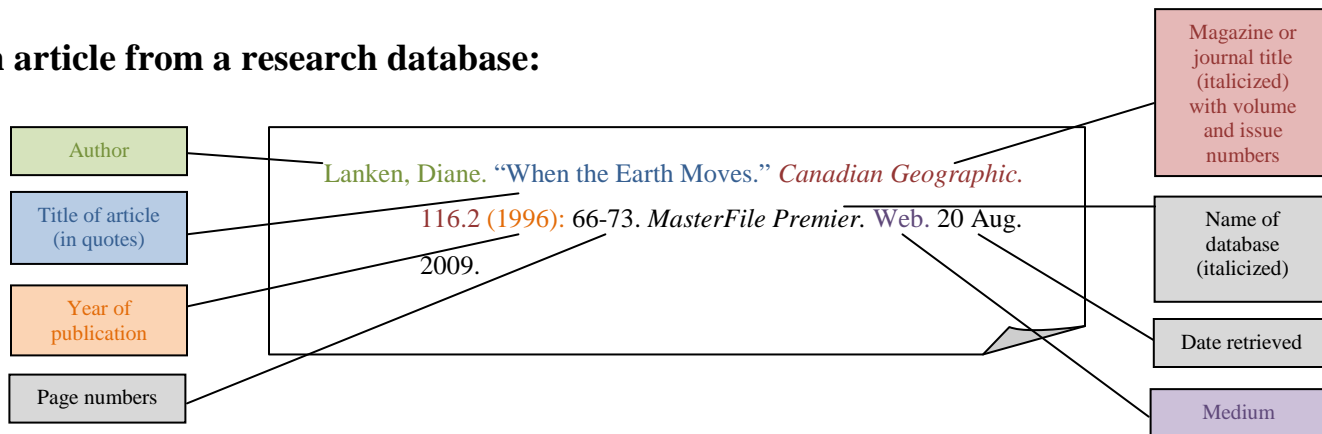 article from a research database:
Magazine or
journal title
(italicized)
with volume
and issue
numbers
Author
Lanken, Diane. “When the Earth Moves.” Canadian Geographic.
Title of article
(in quotes)
116.2 (1996): 66-73. MasterFile Premier. Web. 20 Aug.
2009.
Name of
database
(italicized)
Year of
publication
Date retrieved
Page numbers
Medium